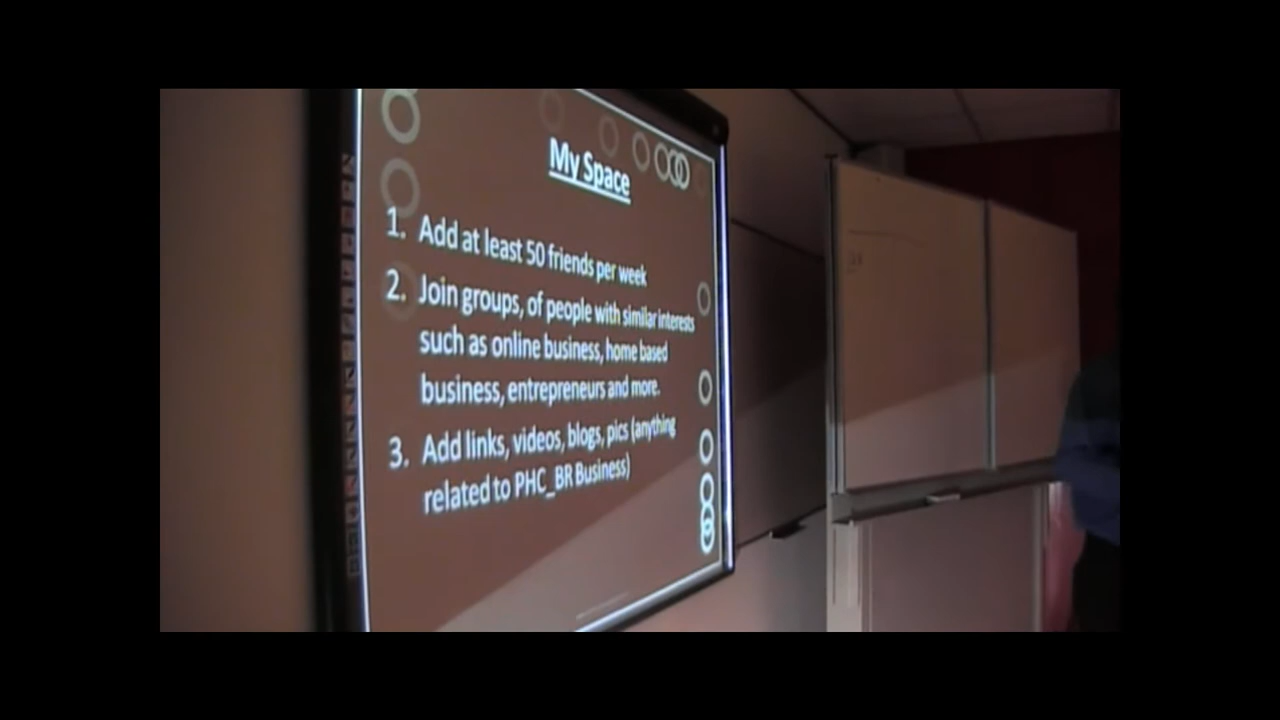 My Space
1. Add at least 50 friends per week
2. Join groups, of people with similar interests
such as online business, home based
business, entrepreneurs and more.
3. Add links, videos, blogs, pics (anything
related to PHC_BR Business)